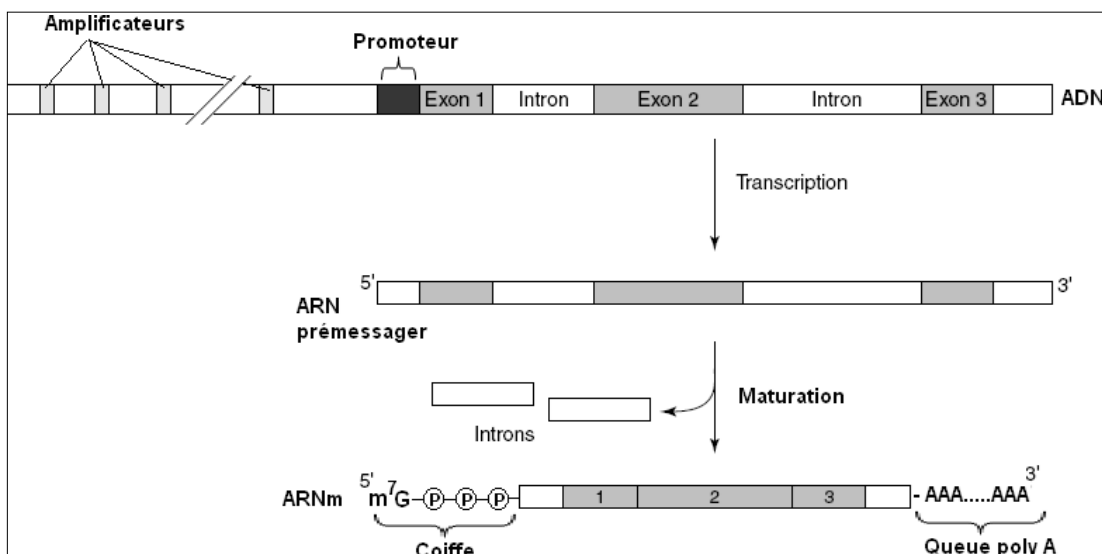 Amplificateurs
Promoteur
Exon 1
Intron
Exon 2
Intron
Exon 3
ADN
Transcription
5'
3'
ARN
prémessager
Maturation
Introns
5'
3'
ARNm
m⁷G
P
P
P
1
2
3
- AAA.....AAA
Coiffe
Queue poly A